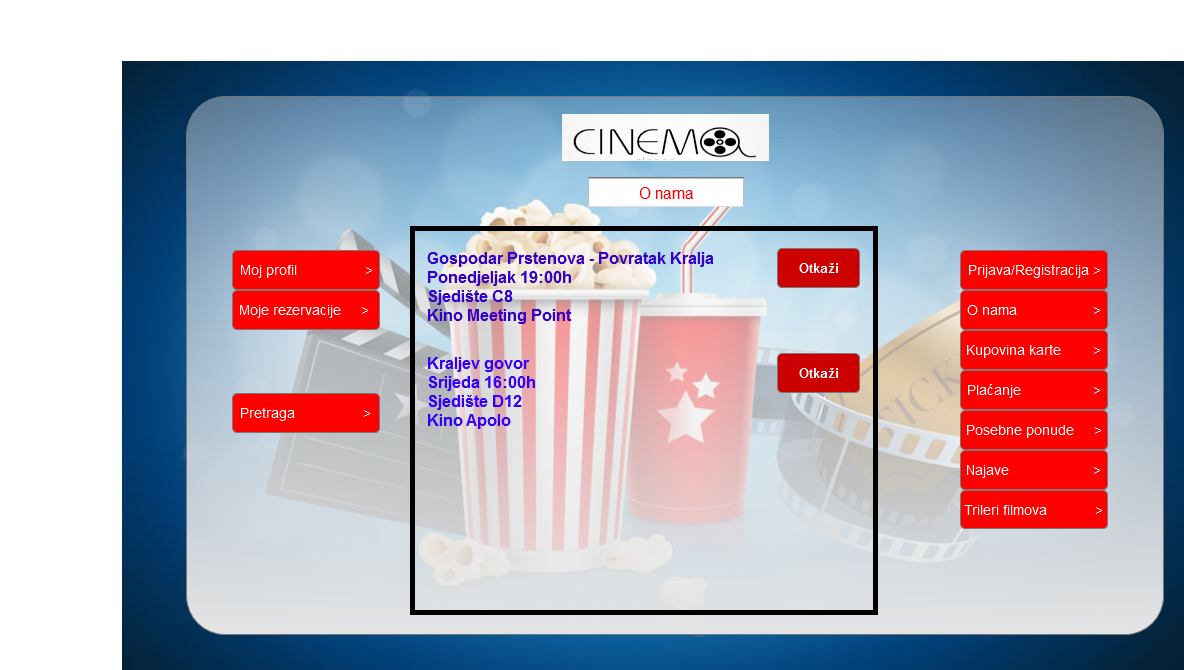 CINEMA
O nama
Moj profil >
Moje rezervacije >
Pretraga >
Gospodar Prstenova - Povratak Kralja
Ponedjeljak 19:00h
Sjedište C8
Kino Meeting Point
Otkaži
Kraljev govor
Srijeda 16:00h
Sjedište D12
Kino Apolo
Otkaži
Prijava/Registracija >
O nama >
Kupovina karte >
Plaćanje >
Posebne ponude >
Najave >
Trileri filmova >